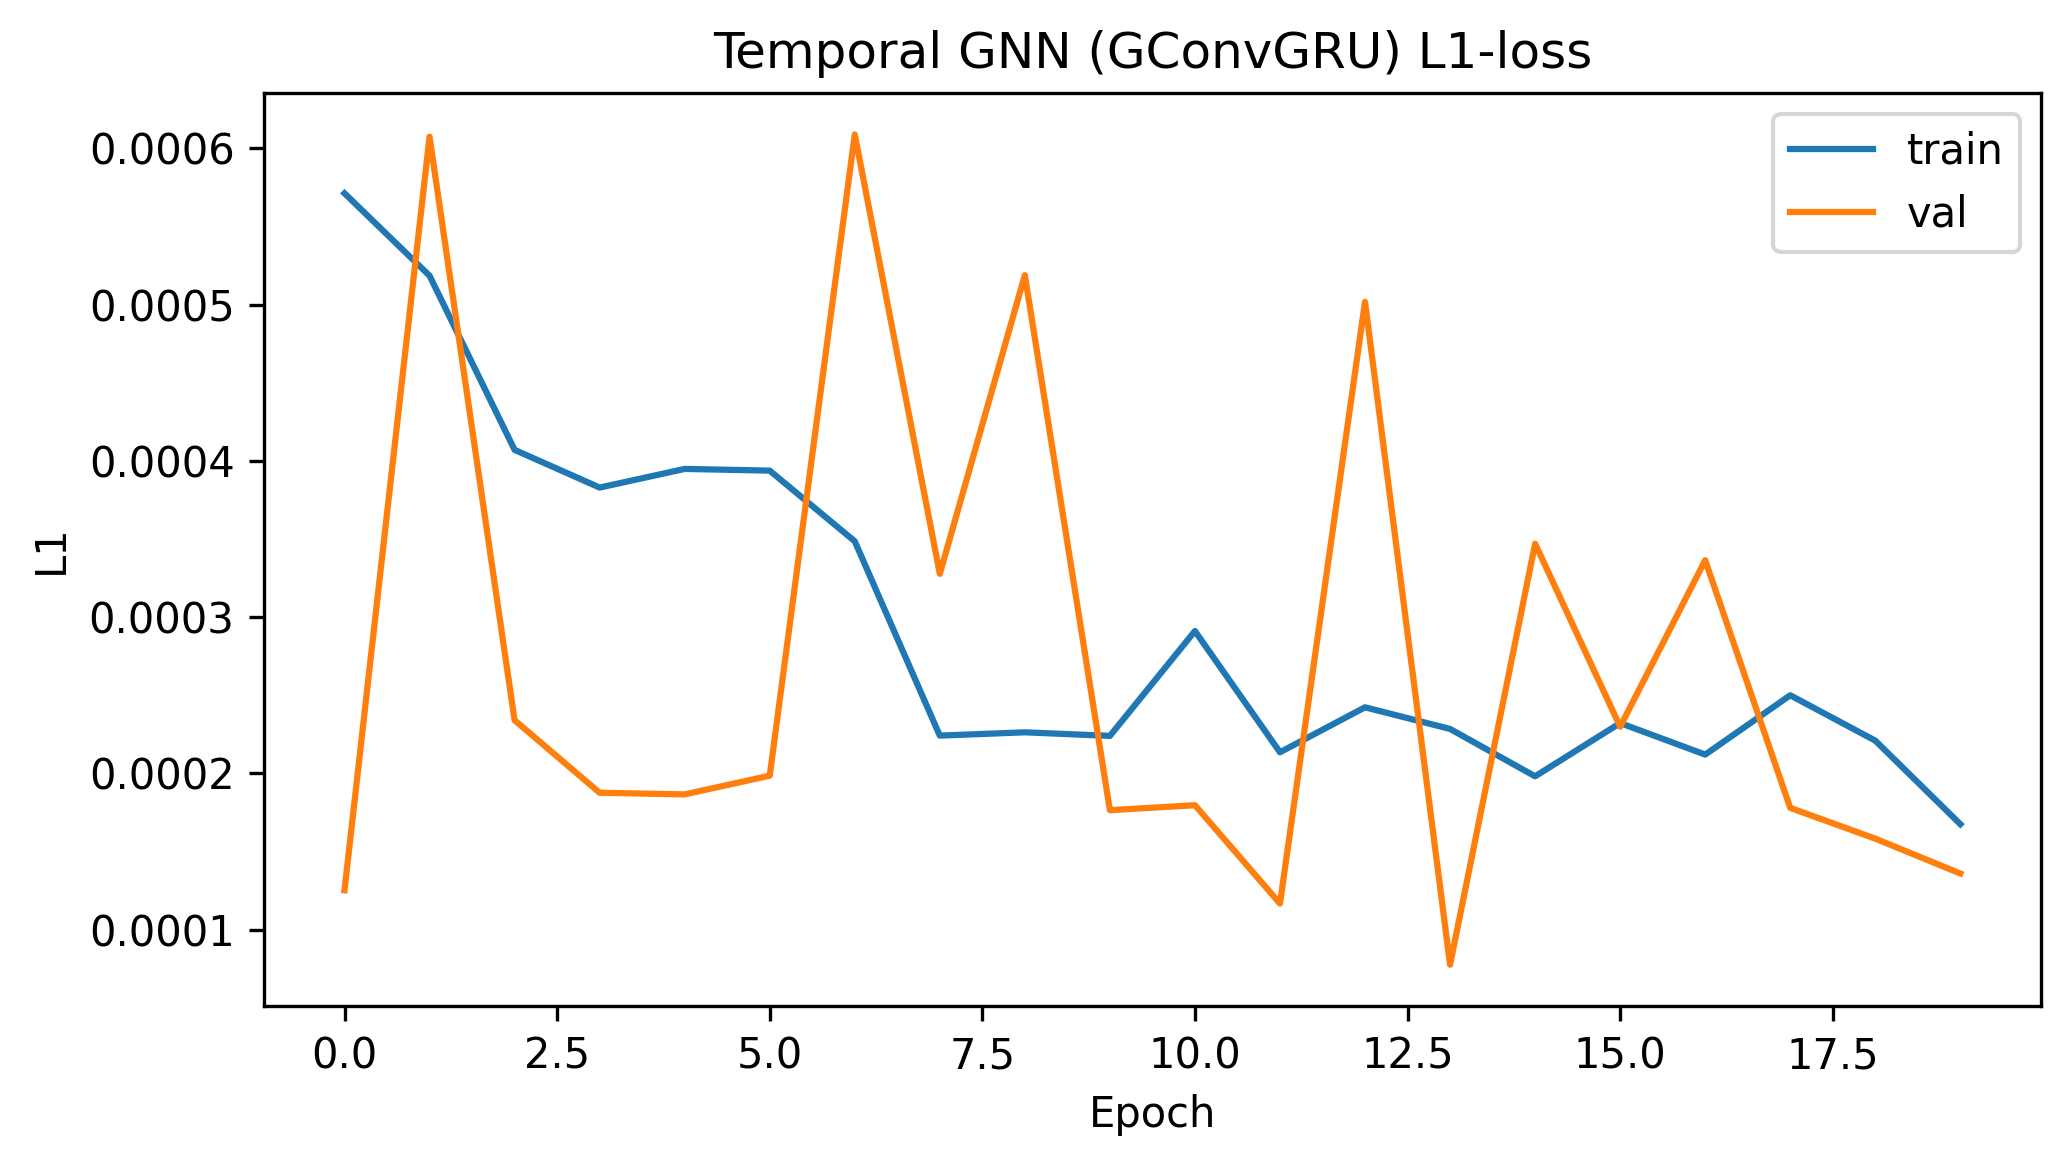 Temporal GNN (GConvGRU) L1-loss
train
val
0.0006
0.0005
0.0004
0.0003
0.0002
0.0001
L1
0.0 2.5 5.0 7.5 10.0 12.5 15.0 17.5
Epoch